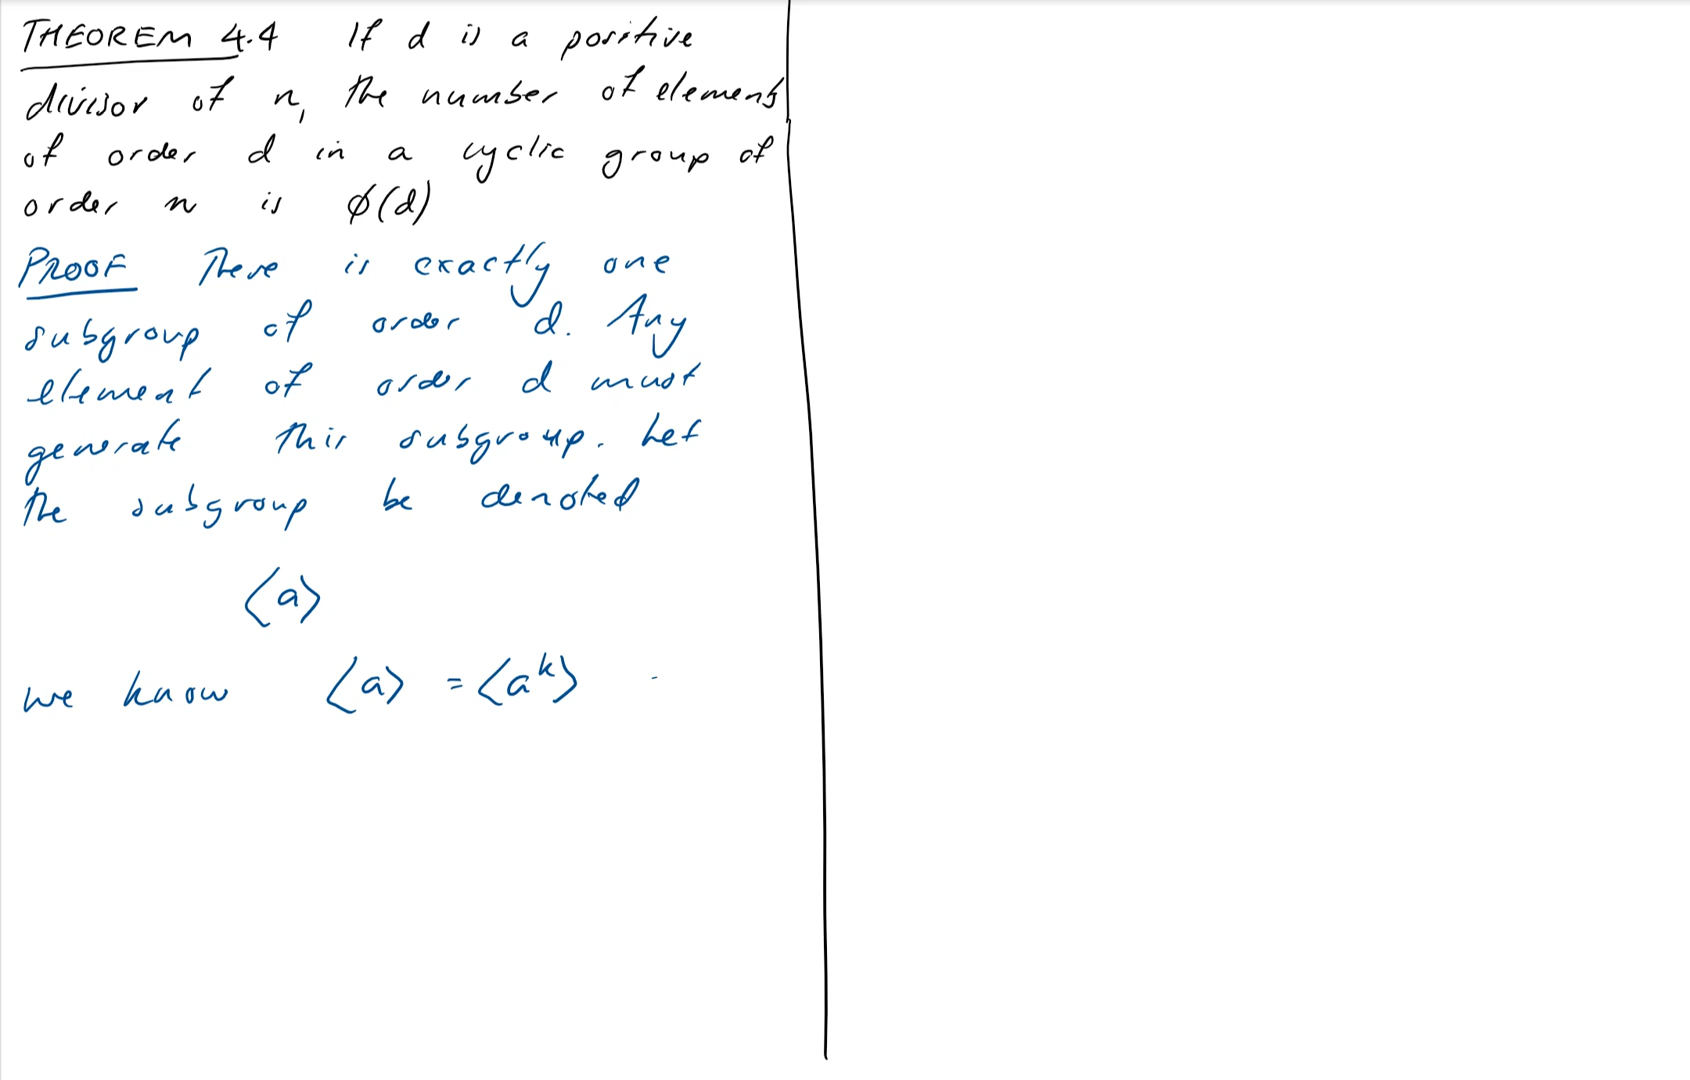 THEOREM 4.4 If d is a positive
divisor of n, the number of elements
of order d in a cyclic group of
order n is ϕ(d)
PROOF There is exactly one
subgroup of order d. Any
element of order d must
generate this subgroup. Let
the subgroup be denoted
⟨a⟩
we know ⟨a⟩ = ⟨a^k⟩